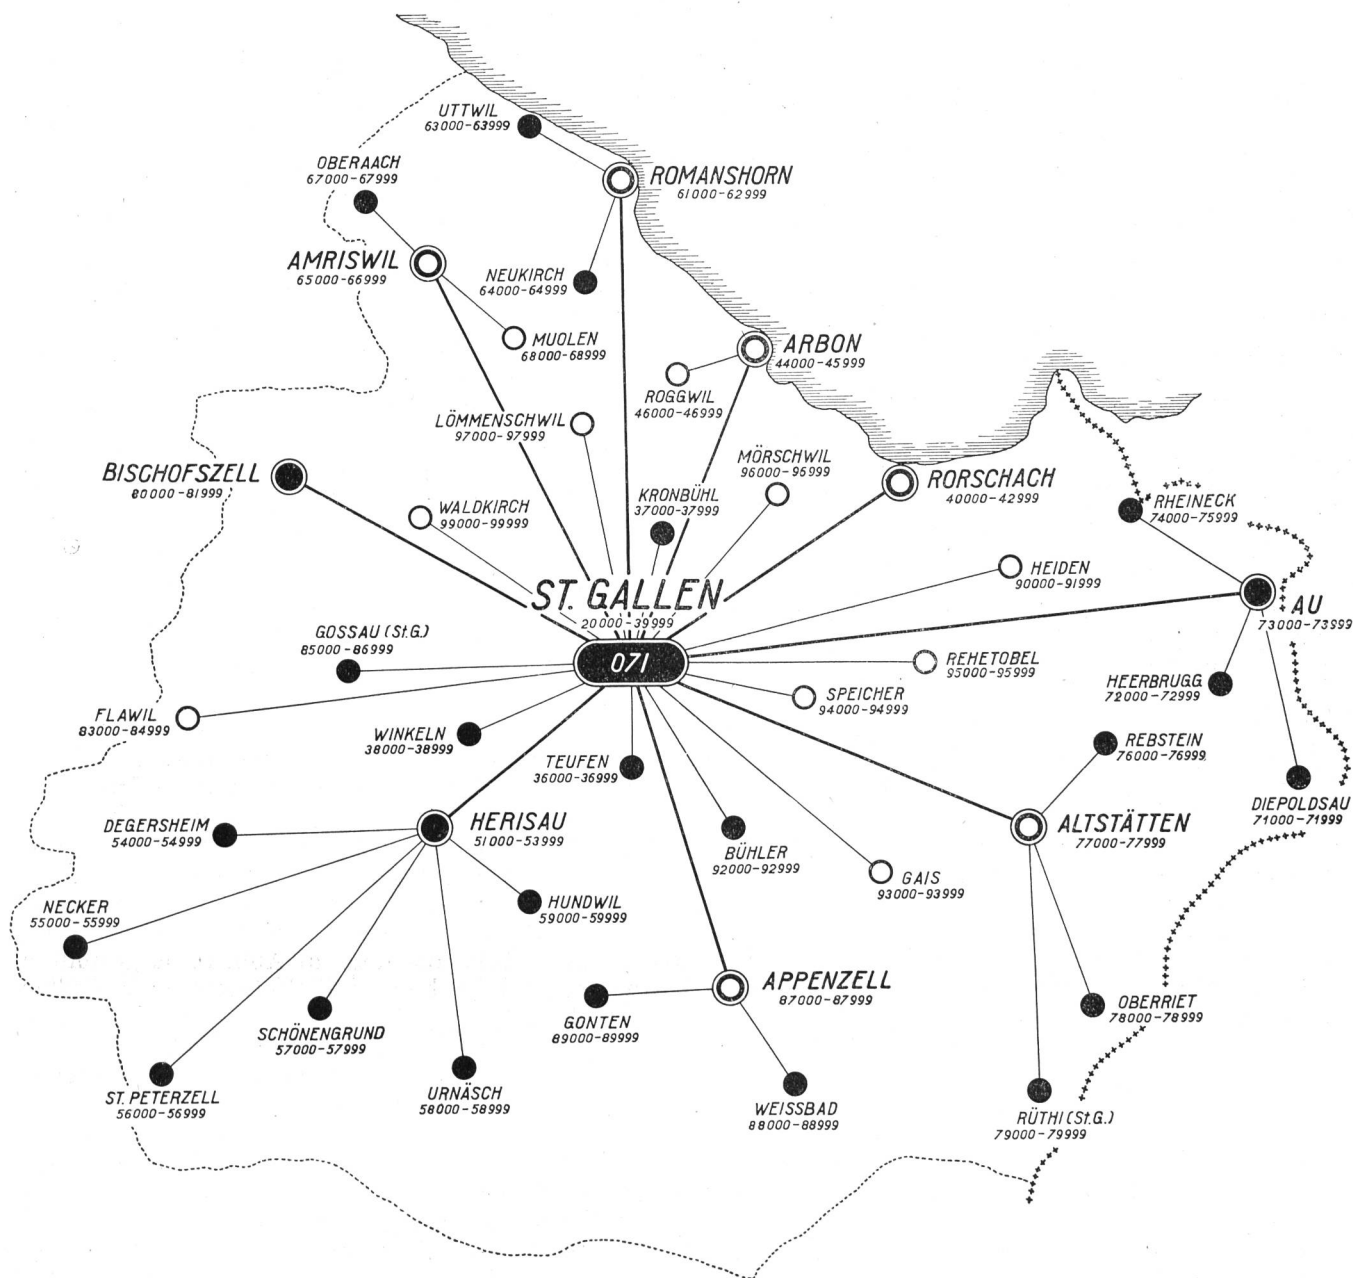 UTTWIL
63000-63999
OBERAACH
67000-67999
ROMANSHORN
61000-62999
AMRISWIL
65000-66999
NEUKIRCH
64000-64999
MUOLEN
68000-68999
ARBON
44000-45999
ROGGWIL
46000-46999
LÖMMENSCHWIL
97000-97999
MÖRSCHWIL
96000-96999
BISCHOFSZELL
80000-81999
RORSCHACH
40000-42999
KRONBÜHL
37000-37999
WALDKIRCH
99000-99999
RHEINECK
74000-75999
HEIDEN
90000-91999
ST. GALLEN
20000-39999
AU
73000-73999
GOSSAU (St.G.)
85000-86999
071
REHETOBEL
95000-95999
HEERBRUGG
72000-72999
SPEICHER
94000-94999
FLAWIL
83000-84999
WINKELN
38000-38999
REBSTEIN
76000-76999
TEUFEN
36000-36999
DIEPOLDSAU
71000-71999
DEGERSHEIM
54000-54999
HERISAU
51000-53999
ALTSTÄTTEN
77000-77999
BÜHLER
92000-92999
GAIS
93000-93999
NECKER
55000-55999
HUNDWIL
59000-59999
APPENZELL
87000-87999
GONTEN
89000-89999
OBERRIET
78000-78999
SCHÖNENGRUND
57000-57999
ST. PETERZELL
56000-56999
URNÄSCH
58000-58999
WEISSBAD
88000-88999
RÜTHI (St.G.)
79000-79999